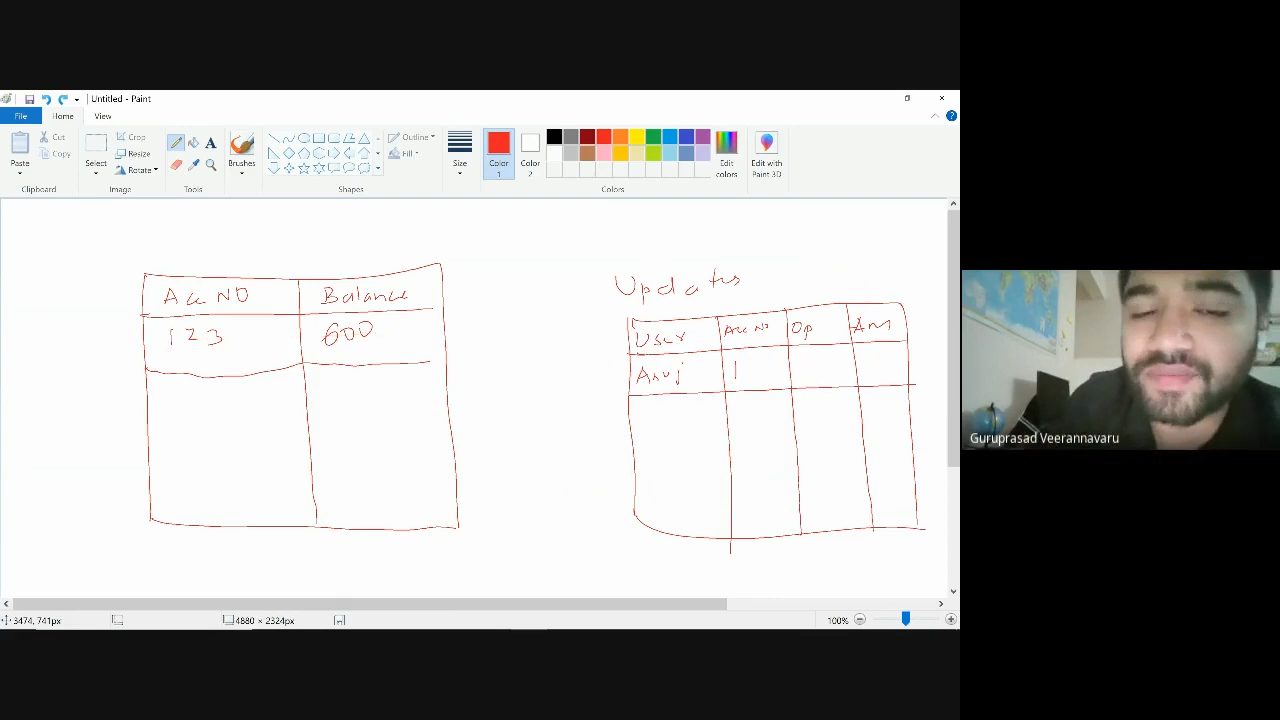 Untitled - Paint
File Home View
Paste
Cut
Copy
Clipboard
Select
Crop
Resize
Rotate
Image
Tools
Brushes
Shapes
Outline
Fill
Size
Color 1
Color 2
Colors
Edit colors
Edit with Paint 3D
Updates
Acc NO Balance
123 600
User Acc No Op Am
Anuj 1
Guruprasad Veerannavaru
3474, 741px
4880 × 2324px
100%